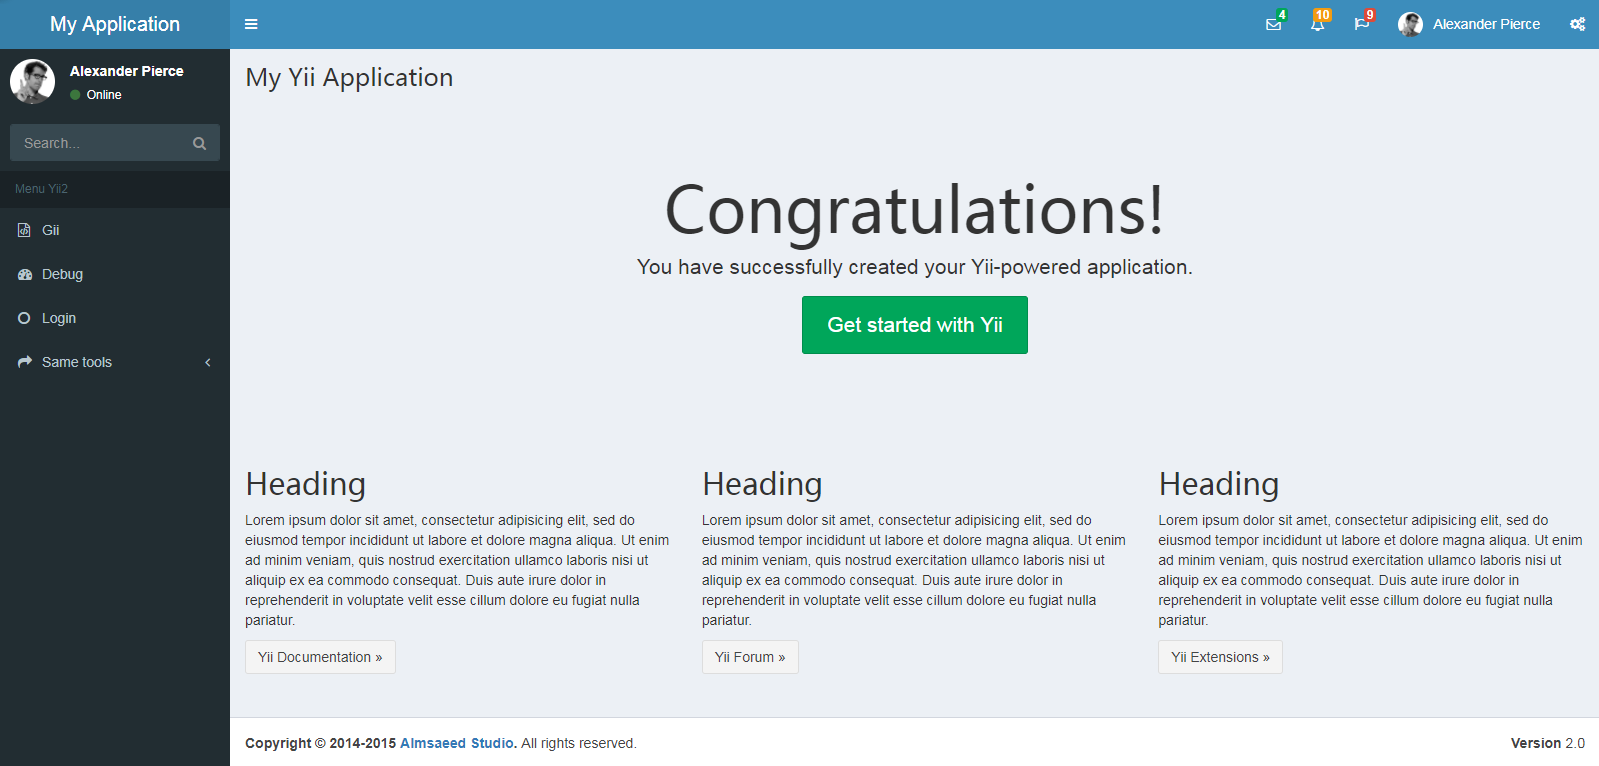 My Application
4
10
9
Alexander Pierce
Alexander Pierce
Online
Search...
Menu Yii2
Gii
Debug
Login
Same tools
My Yii Application
Congratulations!
You have successfully created your Yii-powered application.
Get started with Yii
Heading
Lorem ipsum dolor sit amet, consectetur adipisicing elit, sed do
eiusmod tempor incididunt ut labore et dolore magna aliqua. Ut enim
ad minim veniam, quis nostrud exercitation ullamco laboris nisi ut
aliquip ex ea commodo consequat. Duis aute irure dolor in
reprehenderit in voluptate velit esse cillum dolore eu fugiat nulla
pariatur.
Yii Documentation »
Heading
Lorem ipsum dolor sit amet, consectetur adipisicing elit, sed do
eiusmod tempor incididunt ut labore et dolore magna aliqua. Ut enim
ad minim veniam, quis nostrud exercitation ullamco laboris nisi ut
aliquip ex ea commodo consequat. Duis aute irure dolor in
reprehenderit in voluptate velit esse cillum dolore eu fugiat nulla
pariatur.
Yii Forum »
Heading
Lorem ipsum dolor sit amet, consectetur adipisicing elit, sed do
eiusmod tempor incididunt ut labore et dolore magna aliqua. Ut enim
ad minim veniam, quis nostrud exercitation ullamco laboris nisi ut
aliquip ex ea commodo consequat. Duis aute irure dolor in
reprehenderit in voluptate velit esse cillum dolore eu fugiat nulla
pariatur.
Yii Extensions »
Copyright © 2014-2015 Almsaeed Studio. All rights reserved.
Version 2.0